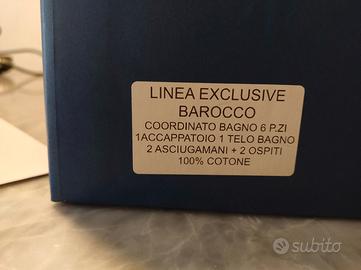 LINEA EXCLUSIVE
BAROCCO
COORDINATO BAGNO 6 P.ZI
1ACCAPPATOIO 1 TELO BAGNO
2 ASCIUGAMANI + 2 OSPITI
100% COTONE
subito